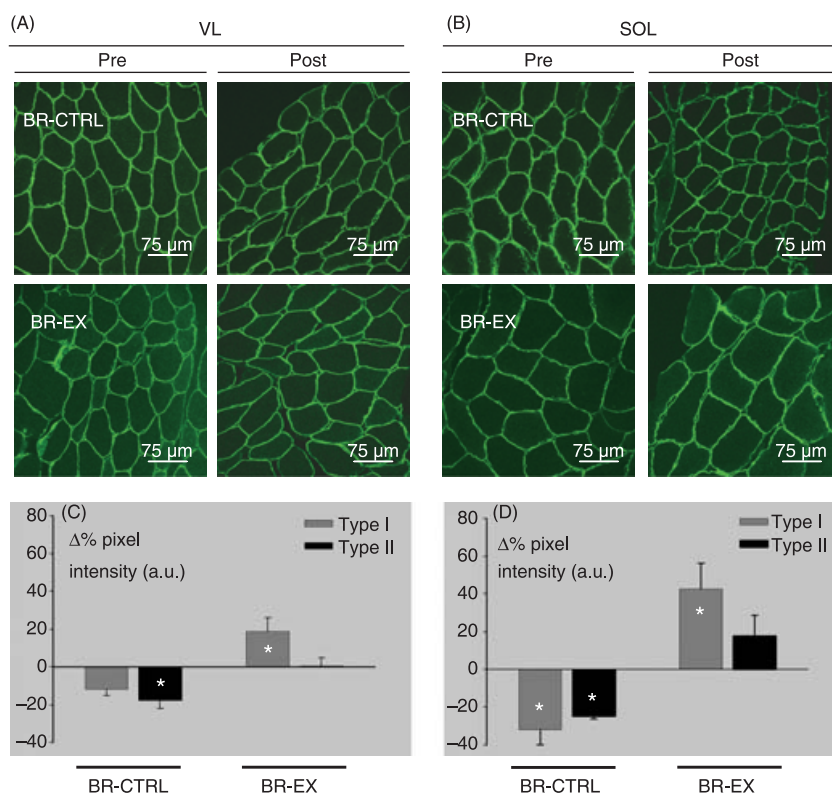 (A)
VL
Pre
Post
BR-CTRL
75 μm
75 μm
BR-EX
75 μm
75 μm
(B)
SOL
Pre
Post
BR-CTRL
75 μm
75 μm
BR-EX
75 μm
75 μm
(C)
Δ% pixel
intensity (a.u.)
Type I
Type II
80
60
40
20
0
–20
–40
*
*
BR-CTRL
BR-EX
(D)
Δ% pixel
intensity (a.u.)
Type I
Type II
80
60
40
20
0
–20
–40
*
*
*
BR-CTRL
BR-EX